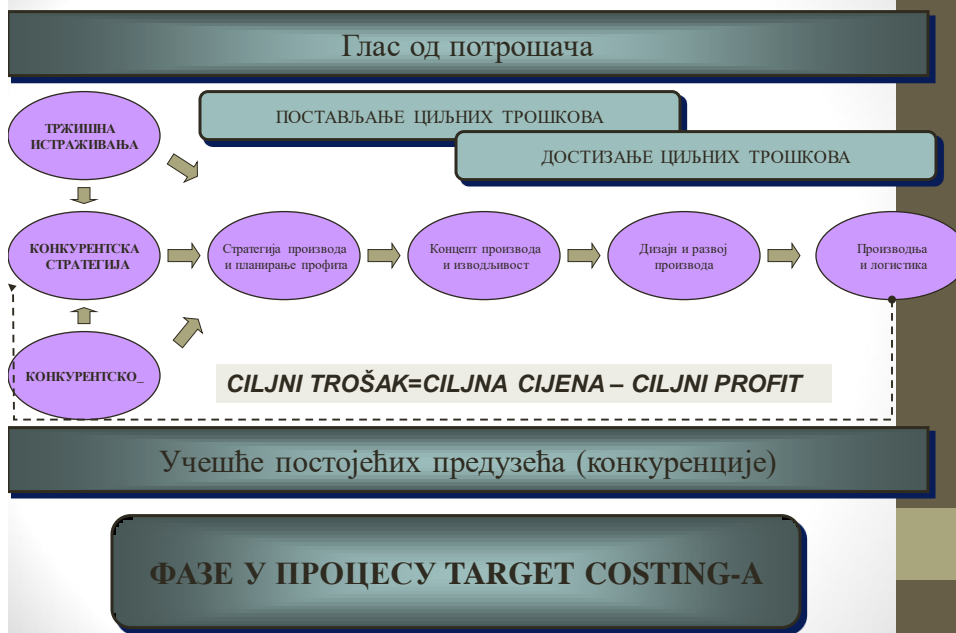 Глас од потрошача
ТРЖИШНА
ИСТРАЖИВАЊА
ПОСТАВЉАЊЕ ЦИЉНИХ ТРОШКОВА
ДОСТИЗАЊЕ ЦИЉНИХ ТРОШКОВА
КОНКУРЕНТСКА
СТРАТЕГИЈА
Стратегија производа
и планирање профита
Концепт производа
и изводљивост
Дизајн и развој
производа
Производња
и логистика
КОНКУРЕНТСКО_
CILJNI TROŠAK=CILJNA CIJENA – CILJNI PROFIT
Учешће постојећих предузећа (конкуренције)
ФАЗЕ У ПРОЦЕСУ TARGET COSTING-А